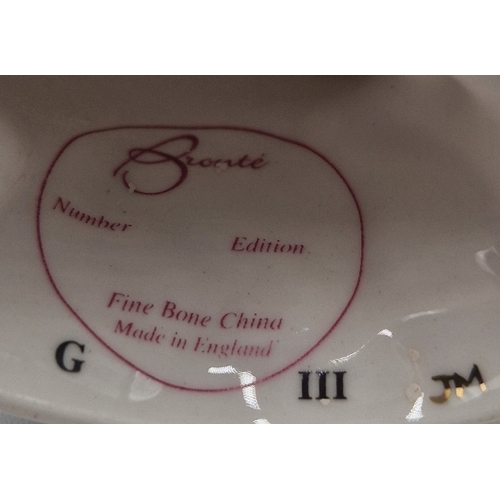 Bronté
Number
Edition
Fine Bone China
Made in England
G III JM